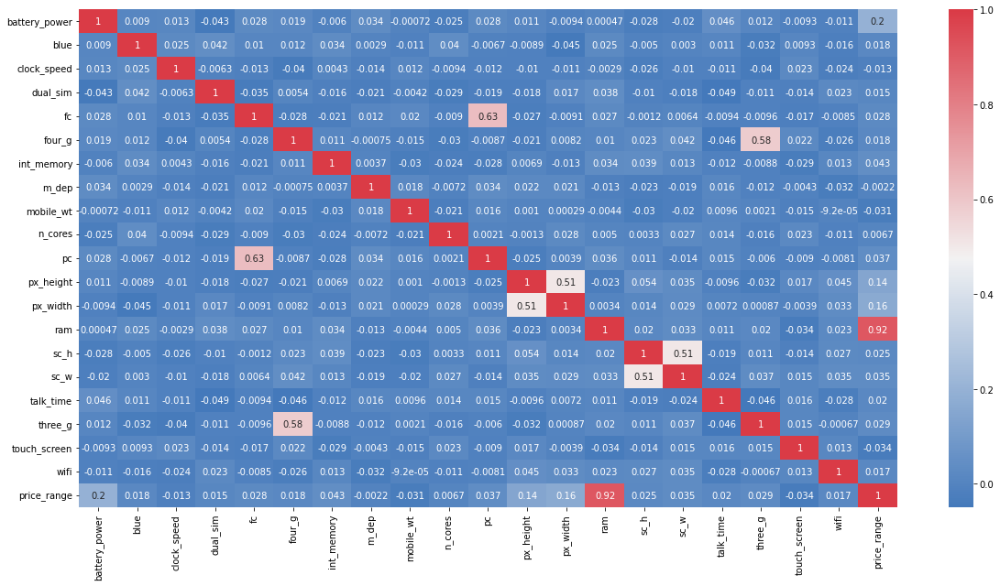 battery_power 1 0.009 0.013 -0.043 0.028 0.019 -0.006 0.034 -0.00072 -0.025 0.028 0.011 -0.0094 0.00047 -0.028 -0.02 0.046 0.012 -0.0093 -0.011 0.2
blue 0.009 1 0.025 0.042 0.01 0.012 0.034 0.0029 -0.011 0.04 -0.0067 -0.0089 -0.045 0.025 -0.005 0.003 0.011 -0.032 0.0093 -0.016 0.018
clock_speed 0.013 0.025 1 -0.0063 -0.013 -0.04 0.0043 -0.014 0.012 -0.0094 -0.012 -0.01 -0.011 -0.0029 -0.026 -0.01 -0.011 -0.04 0.023 -0.024 -0.013
dual_sim -0.043 0.042 -0.0063 1 -0.035 0.0054 -0.016 -0.021 -0.0042 -0.029 -0.019 -0.018 0.017 0.038 -0.01 -0.018 -0.049 -0.011 -0.014 0.023 0.015
fc 0.028 0.01 -0.013 -0.035 1 -0.028 -0.021 0.012 0.02 -0.009 0.63 -0.027 -0.0091 0.027 -0.0012 0.0064 -0.0094 -0.0096 -0.017 -0.0085 0.028
four_g 0.019 0.012 -0.04 0.0054 -0.028 1 0.011 -0.00075 -0.015 -0.03 -0.0087 -0.021 0.0082 0.01 0.023 0.042 -0.046 0.58 0.022 -0.026 0.018
int_memory -0.006 0.034 0.0043 -0.016 -0.021 0.011 1 0.0037 -0.03 -0.024 -0.028 0.0069 -0.013 0.034 0.039 0.013 -0.012 -0.0088 -0.029 0.013 0.043
m_dep 0.034 0.0029 -0.014 -0.021 0.012 -0.00075 0.0037 1 0.018 -0.0072 0.034 0.022 0.021 -0.013 -0.023 -0.019 0.016 -0.012 -0.0043 -0.032 -0.0022
mobile_wt -0.00072 -0.011 0.012 -0.0042 0.02 -0.015 -0.03 0.018 1 -0.021 0.016 0.001 0.00029 -0.0044 -0.03 -0.02 0.0096 0.0021 -0.015 -9.2e-05 -0.031
n_cores -0.025 0.04 -0.0094 -0.029 -0.009 -0.03 -0.024 -0.0072 -0.021 1 0.0021 -0.0013 0.028 0.005 0.0033 0.027 0.014 -0.016 0.023 -0.011 0.0067
pc 0.028 -0.0067 -0.012 -0.019 0.63 -0.0087 -0.028 0.034 0.016 0.0021 1 -0.025 0.0039 0.036 0.011 -0.014 0.015 -0.006 -0.009 -0.0081 0.037
px_height 0.011 -0.0089 -0.01 -0.018 -0.027 -0.021 0.0069 0.022 0.001 -0.0013 -0.025 1 0.51 -0.023 0.054 0.035 -0.0096 -0.032 0.017 0.045 0.14
px_width -0.0094 -0.045 -0.011 0.017 -0.0091 0.0082 -0.013 0.021 0.00029 0.028 0.0039 0.51 1 0.0034 0.014 0.029 0.0072 0.00087 -0.0039 0.033 0.16
ram 0.00047 0.025 -0.0029 0.038 0.027 0.01 0.034 -0.013 -0.0044 0.005 0.036 -0.023 0.0034 1 0.02 0.033 0.011 0.02 -0.034 0.023 0.92
sc_h -0.028 -0.005 -0.026 -0.01 -0.0012 0.023 0.039 -0.023 -0.03 0.0033 0.011 0.054 0.014 0.02 1 0.51 -0.019 0.011 -0.014 0.027 0.025
sc_w -0.02 0.003 -0.01 -0.018 0.0064 0.042 0.013 -0.019 -0.02 0.027 -0.014 0.035 0.029 0.033 0.51 1 -0.024 0.037 0.015 0.035 0.035
talk_time 0.046 0.011 -0.011 -0.049 -0.0094 -0.046 -0.012 0.016 0.0096 0.014 0.015 -0.0096 0.0072 0.011 -0.019 -0.024 1 -0.046 0.016 -0.028 0.02
three_g 0.012 -0.032 -0.04 -0.011 -0.0096 0.58 -0.0088 -0.012 0.0021 -0.016 -0.006 -0.032 0.00087 0.02 0.011 0.037 -0.046 1 0.015 -0.00067 0.029
touch_screen -0.0093 0.0093 0.023 -0.014 -0.017 0.022 -0.029 -0.0043 -0.015 0.023 -0.009 0.017 -0.0039 -0.034 -0.014 0.015 0.016 0.015 1 0.013 -0.034
wifi -0.011 -0.016 -0.024 0.023 -0.0085 -0.026 0.013 -0.032 -9.2e-05 -0.011 -0.0081 0.045 0.033 0.023 0.027 0.035 -0.028 -0.00067 0.013 1 0.017
price_range 0.2 0.018 -0.013 0.015 0.028 0.018 0.043 -0.0022 -0.031 0.0067 0.037 0.14 0.16 0.92 0.025 0.035 0.02 0.029 -0.034 0.017 1
battery_power blue clock_speed dual_sim fc four_g int_memory m_dep mobile_wt n_cores pc px_height px_width ram sc_h sc_w talk_time three_g touch_screen wifi price_range
1.0
0.8
0.6
0.4
0.2
0.0